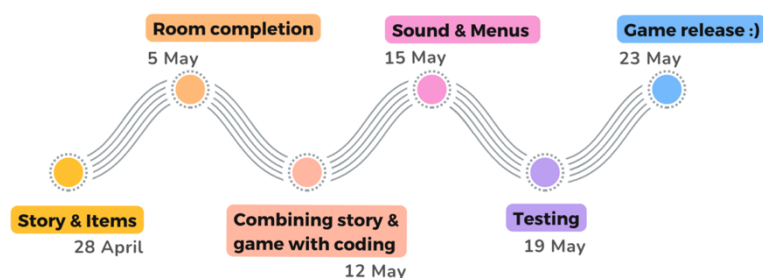 Story & Items
28 April
Room completion
5 May
Combining story &
game with coding
12 May
Sound & Menus
15 May
Testing
19 May
Game release :)
23 May